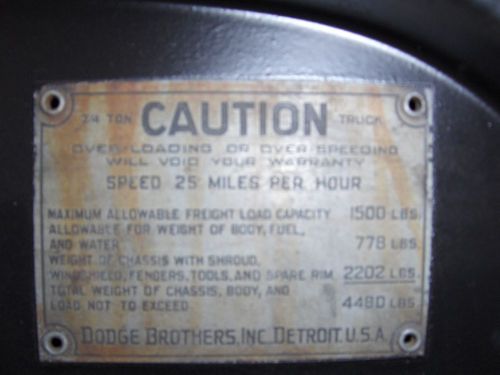 3/4 TON CAUTION TRUCK
OVER-LOADING OR OVER-SPEEDING
WILL VOID YOUR WARRANTY
SPEED 25 MILES PER HOUR
MAXIMUM ALLOWABLE FREIGHT LOAD CAPACITY 1500 LBS.
ALLOWABLE FOR WEIGHT OF BODY, FUEL,
AND WATER 778 LBS.
WEIGHT OF CHASSIS WITH SHROUD,
WINDSHIELD, FENDERS, TOOLS, AND SPARE RIM 2202 LBS.
TOTAL WEIGHT OF CHASSIS, BODY, AND
LOAD NOT TO EXCEED 4480 LBS.
DODGE BROTHERS, INC. DETROIT. U.S.A.